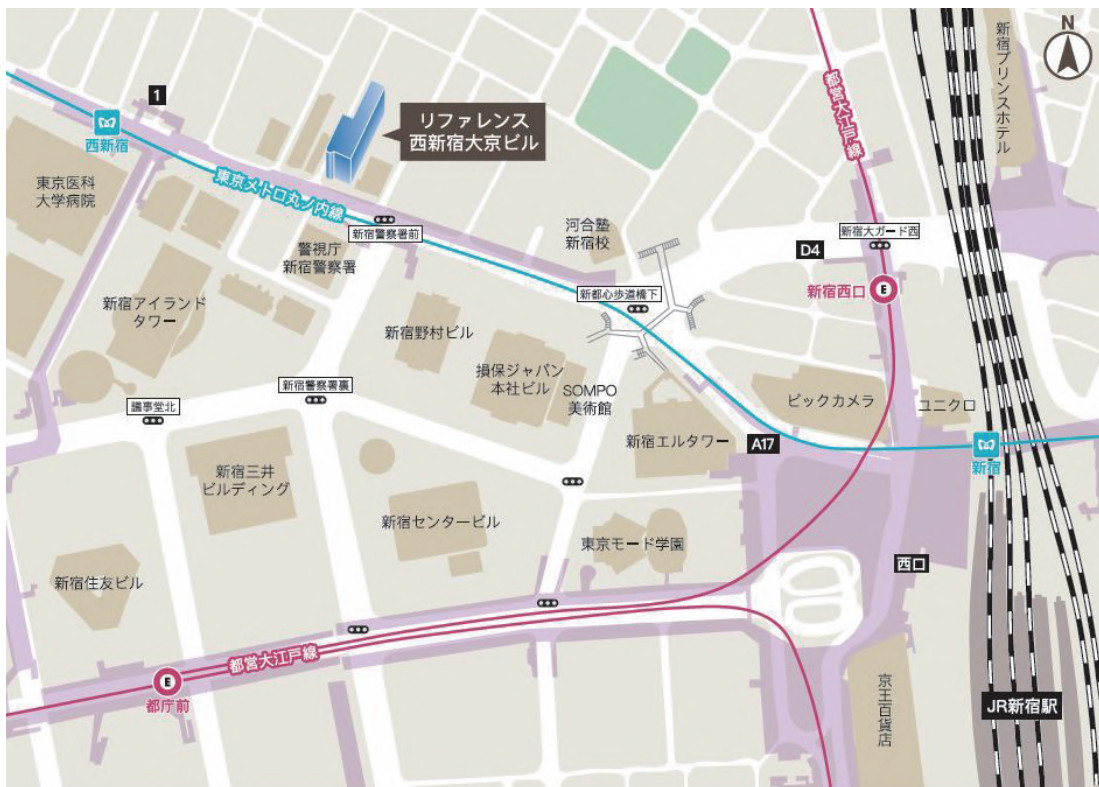 N
新宿プリンスホテル
都営大江戸線
1
リファレンス
西新宿大京ビル
西新宿
東京医科
大学病院
東京メトロ丸ノ内線
新宿警察署前
河合塾
新宿校
D4
新宿大ガード西
警視庁
新宿警察署
E
新宿西口
新都心歩道橋下
新宿アイランド
タワー
新宿野村ビル
損保ジャパン
本社ビル
SOMPO
美術館
ビックカメラ
ユニクロ
新宿警察署裏
議事堂北
新宿エルタワー
A17
新宿
新宿三井
ビルディング
新宿センタービル
東京モード学園
西口
新宿住友ビル
都営大江戸線
E
都庁前
京王百貨店
JR新宿駅